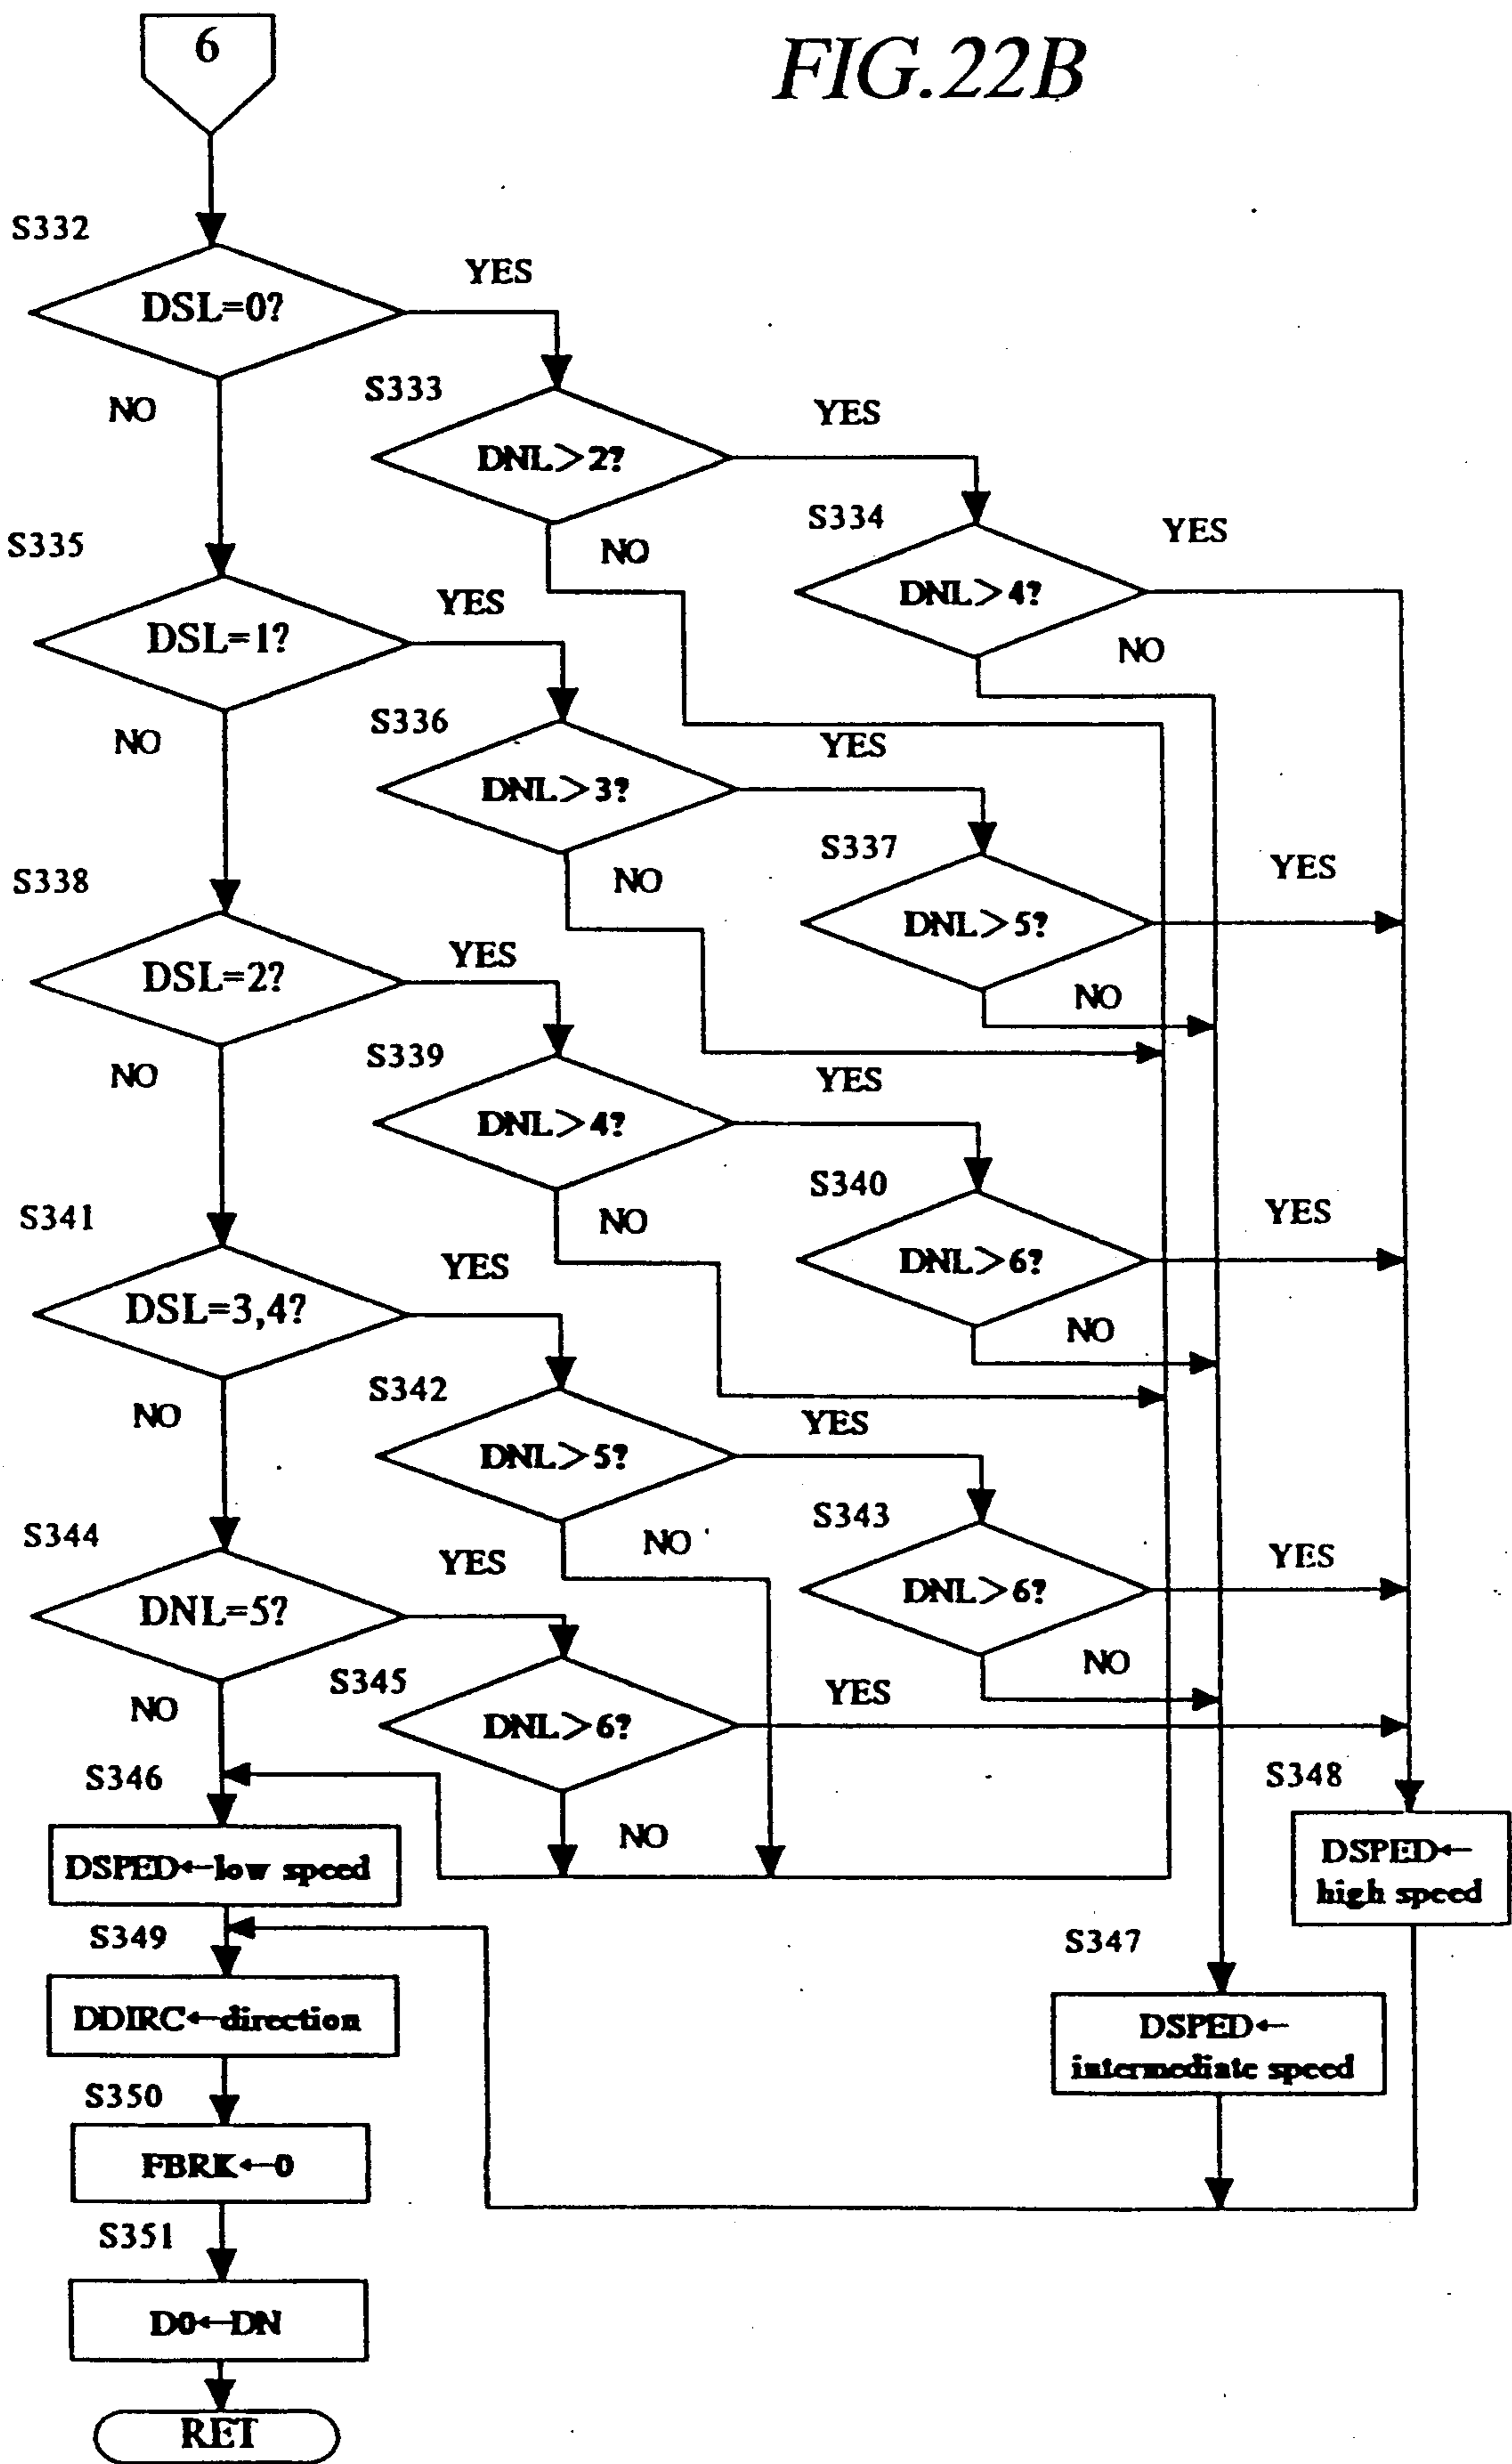 6
FIG.22B
S332
DSL=0?
YES
NO
S333
DNL>2?
YES
NO
S334
DNL>4?
YES
NO
S335
DSL=1?
YES
NO
S336
DNL>3?
YES
NO
S337
DNL>5?
YES
NO
S338
DSL=2?
YES
NO
S339
DNL>4?
YES
NO
S340
DNL>6?
YES
NO
S341
DSL=3,4?
YES
NO
S342
DNL>5?
YES
NO
S343
DNL>6?
YES
NO
S344
DNL=5?
YES
NO
S345
DNL>6?
YES
NO
S346
DSPED←low speed
S348
DSPED←
high speed
S347
DSPED←
intermediate speed
S349
DDIRC←direction
S350
FBRK←0
S351
D0←DN
RET